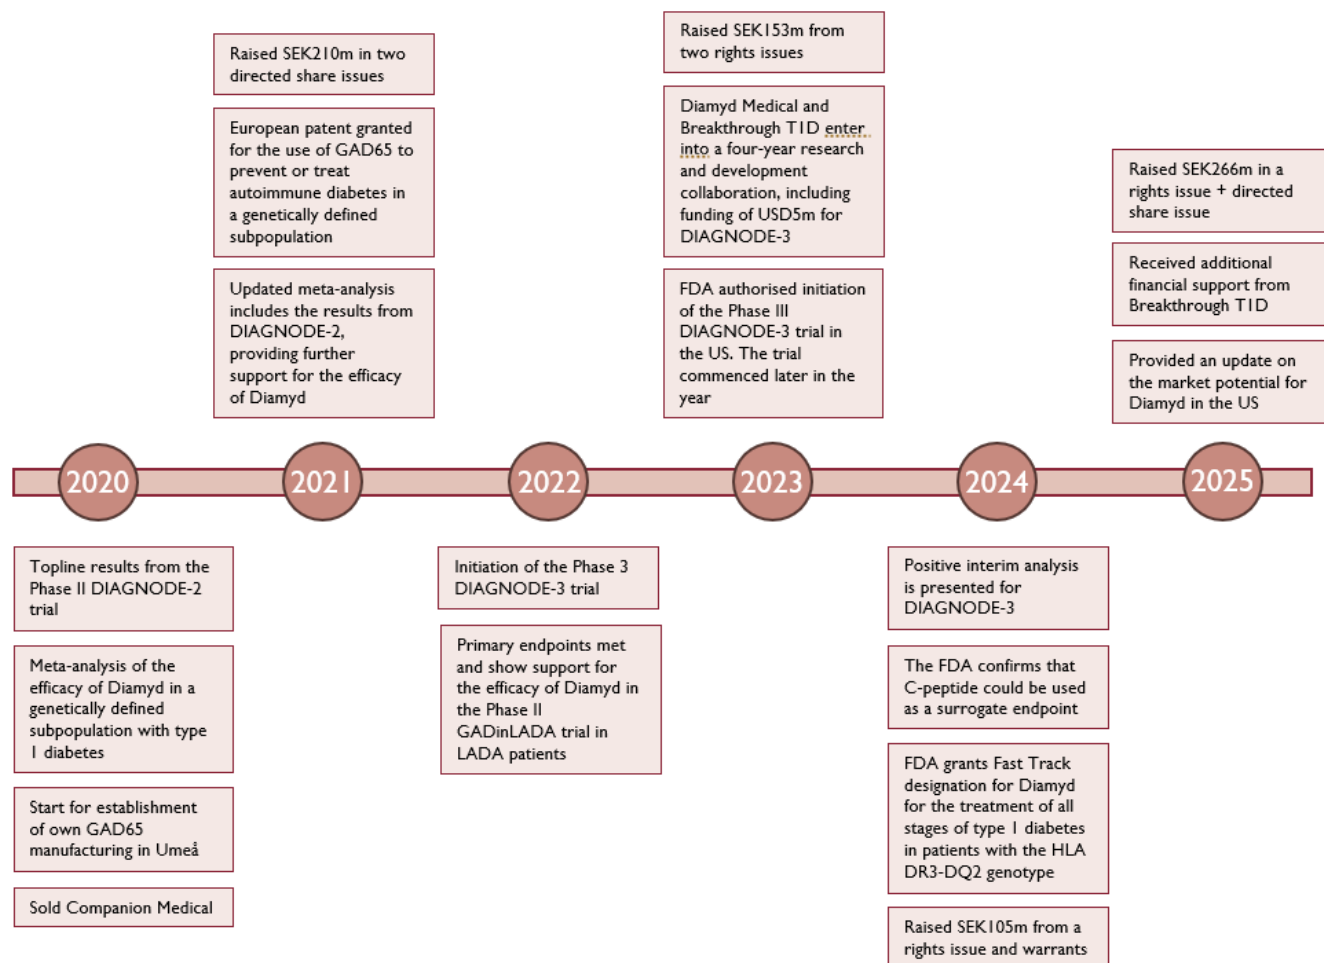 Raised SEK210m in two
directed share issues
European patent granted
for the use of GAD65 to
prevent or treat
autoimmune diabetes in
a genetically defined
subpopulation
Updated meta-analysis
includes the results from
DIAGNODE-2,
providing further
support for the efficacy
of Diamyd
Raised SEK153m from
two rights issues
Diamyd Medical and
Breakthrough T1D enter
into a four-year research
and development
collaboration, including
funding of USD5m for
DIAGNODE-3
FDA authorised initiation
of the Phase III
DIAGNODE-3 trial in
the US. The trial
commenced later in the
year
Raised SEK266m in a
rights issue + directed
share issue
Received additional
financial support from
Breakthrough T1D
Provided an update on
the market potential for
Diamyd in the US
2020
2021
2022
2023
2024
2025
Topline results from the
Phase II DIAGNODE-2
trial
Meta-analysis of the
efficacy of Diamyd in a
genetically defined
subpopulation with type
1 diabetes
Start for establishment
of own GAD65
manufacturing in Umeå
Sold Companion Medical
Initiation of the Phase 3
DIAGNODE-3 trial
Primary endpoints met
and show support for
the efficacy of Diamyd in
the Phase II
GADinLADA trial in
LADA patients
Positive interim analysis
is presented for
DIAGNODE-3
The FDA confirms that
C-peptide could be used
as a surrogate endpoint
FDA grants Fast Track
designation for Diamyd
for the treatment of all
stages of type 1 diabetes
in patients with the HLA
DR3-DQ2 genotype
Raised SEK105m from a
rights issue and warrants